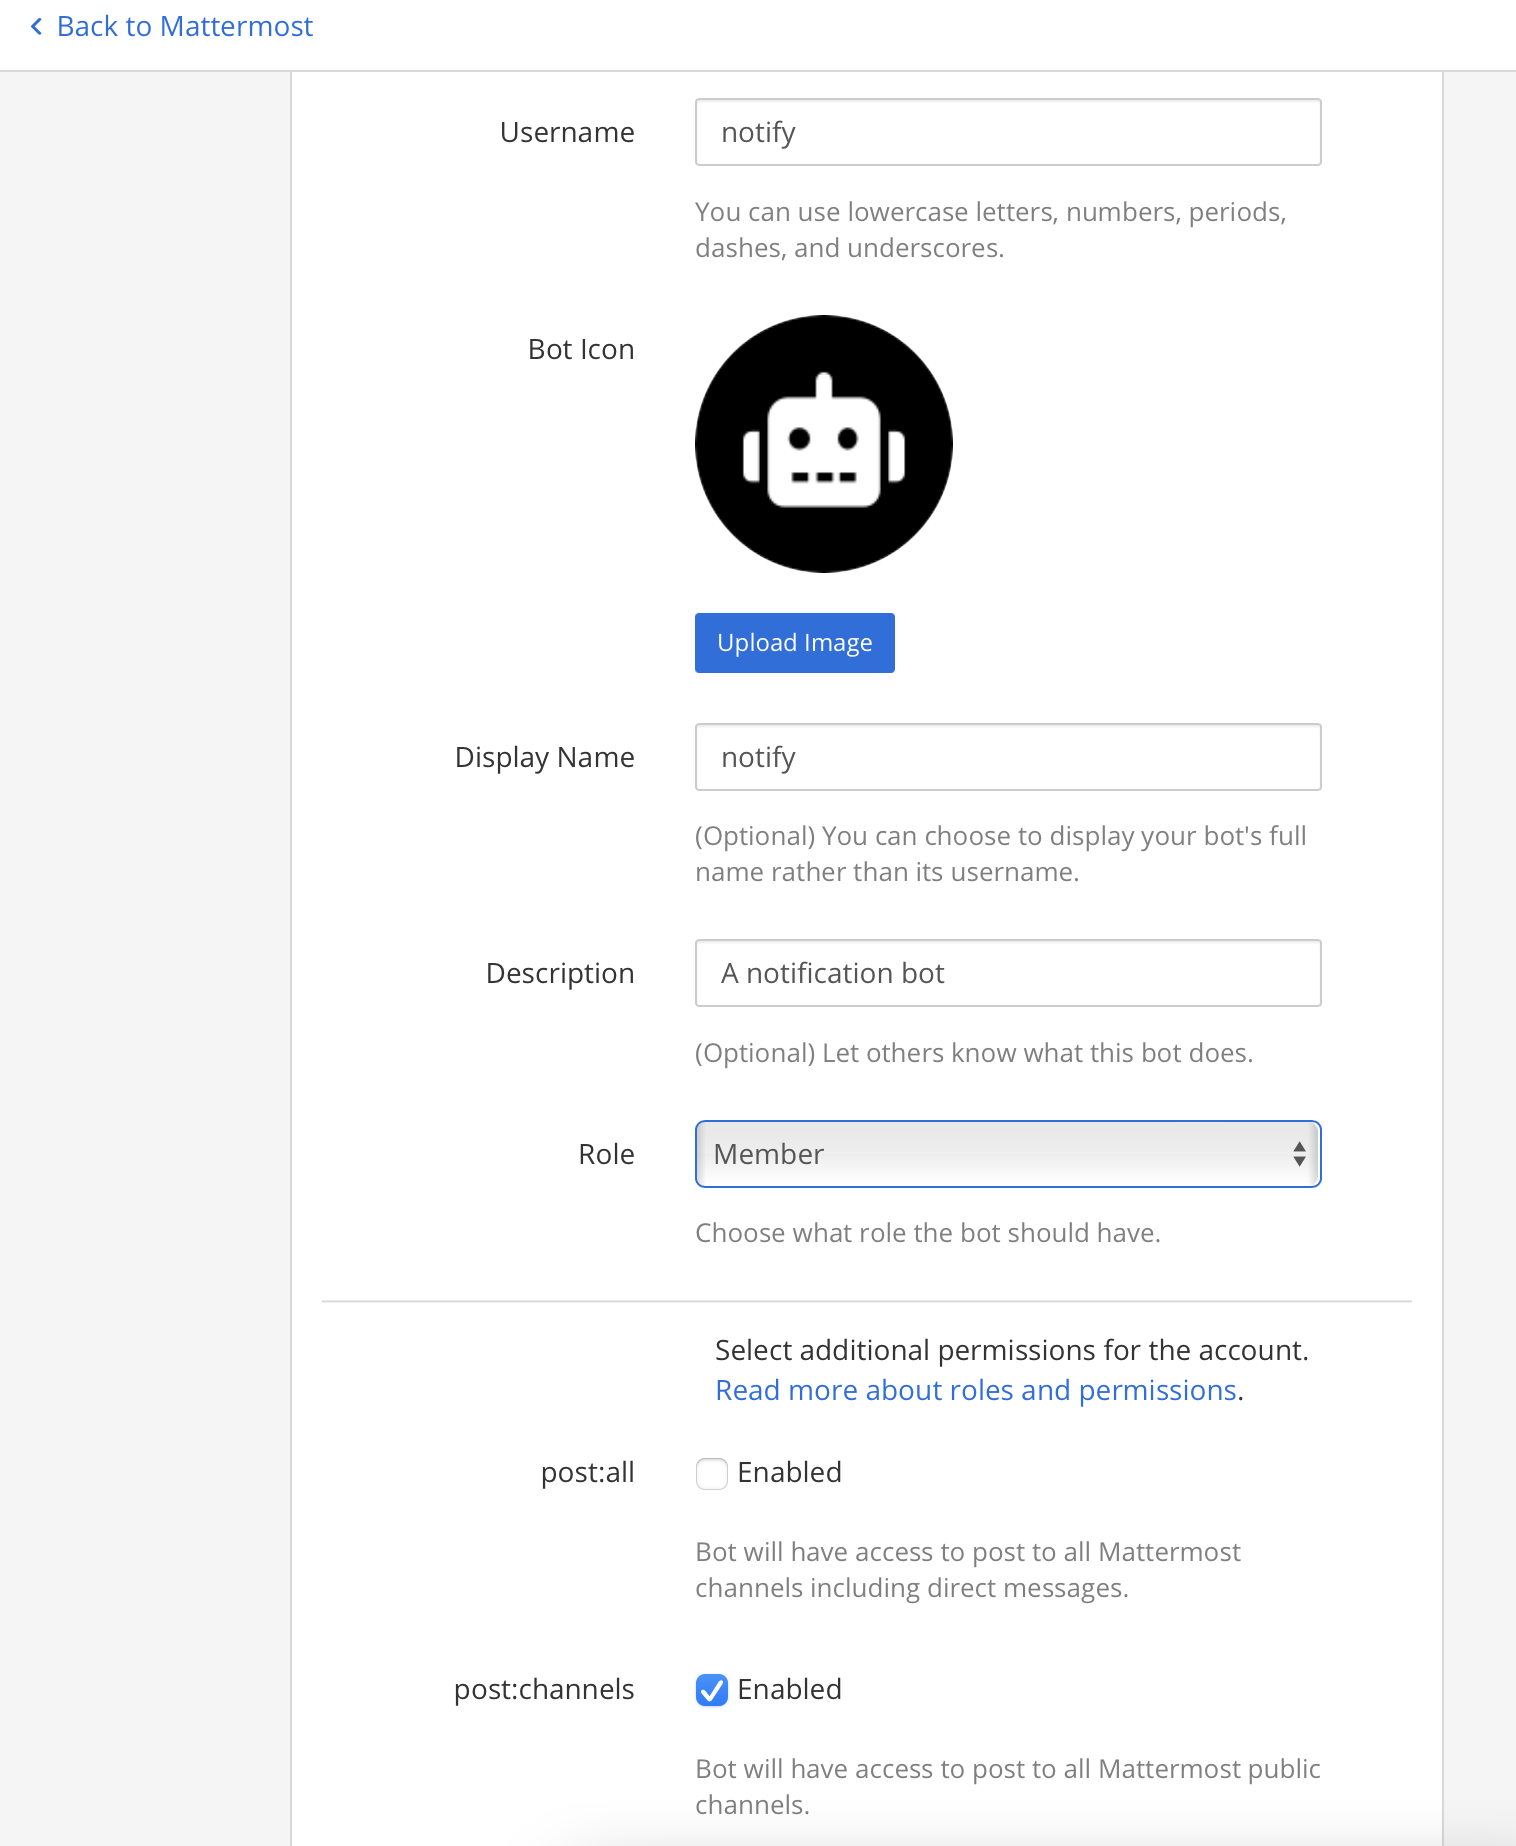 Back to Mattermost
Username
notify
You can use lowercase letters, numbers, periods,
dashes, and underscores.
Bot Icon
Upload Image
Display Name
notify
(Optional) You can choose to display your bot's full
name rather than its username.
Description
A notification bot
(Optional) Let others know what this bot does.
Role
Member
Choose what role the bot should have.
Select additional permissions for the account.
Read more about roles and permissions.
post:all
Enabled
Bot will have access to post to all Mattermost
channels including direct messages.
post:channels
Enabled
Bot will have access to post to all Mattermost public
channels.